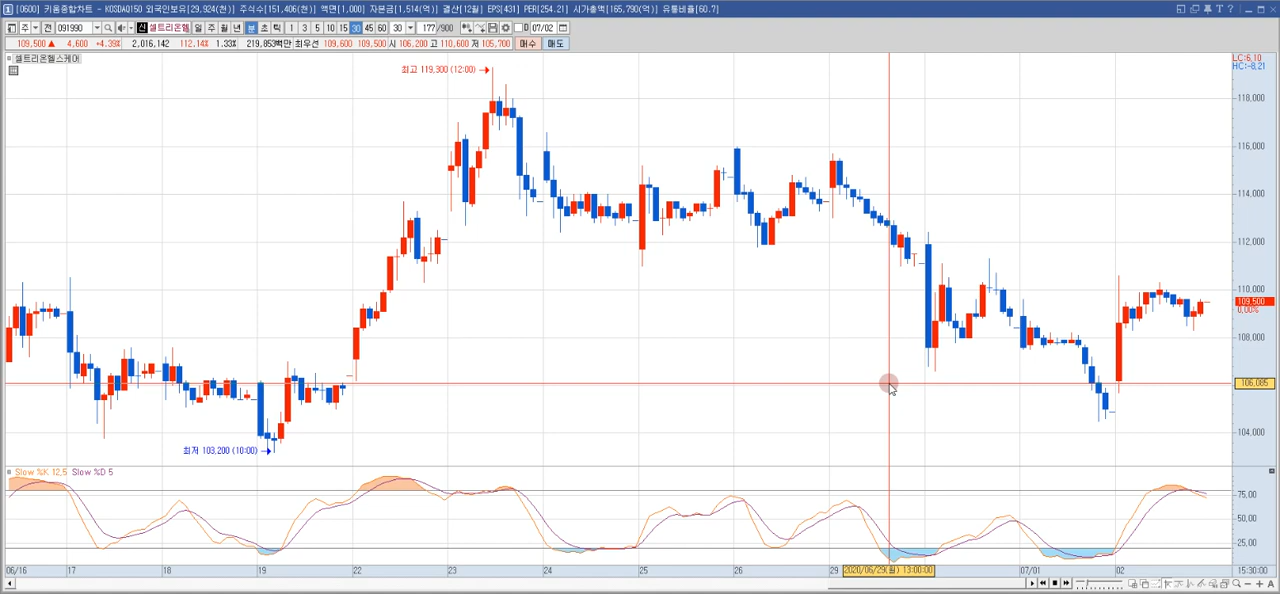 [0600] 키움종합차트 - KOSDAQ150 외국인보유[29,924(천)] 주식수[151,406(천)] 액면[1,000] 자본금[1,514(억)] 결산[12월] EPS[431] PER[254.21] 시가총액[165,790(억)] 유통비율[60.7]
주 전 091990 신 셀트리온헬 일 주 월 년 분 초 틱 1 3 5 10 15 30 45 60 30 177/900 07/02
109,500 ▲ 4,600 +4.39% 2,016,142 112.14% 1.33% 219,853백만 최우선 109,600 109,500 시 106,200 고 110,600 저 105,700 매수 매도
셀트리온헬스케어
LC:6.10
HC:-8.21
최고 119,300 (12:00)
118,000
116,000
114,000
112,000
110,000
109,500
0.00%
108,000
106,085
104,000
최저 103,200 (10:00)
Slow %K 12,5 Slow %D 5
75.00
50.00
25.00
06/16 17 18 19 22 23 24 25 26 29 2020/06/29(월) 13:00:00 07/01 02 15:30:00